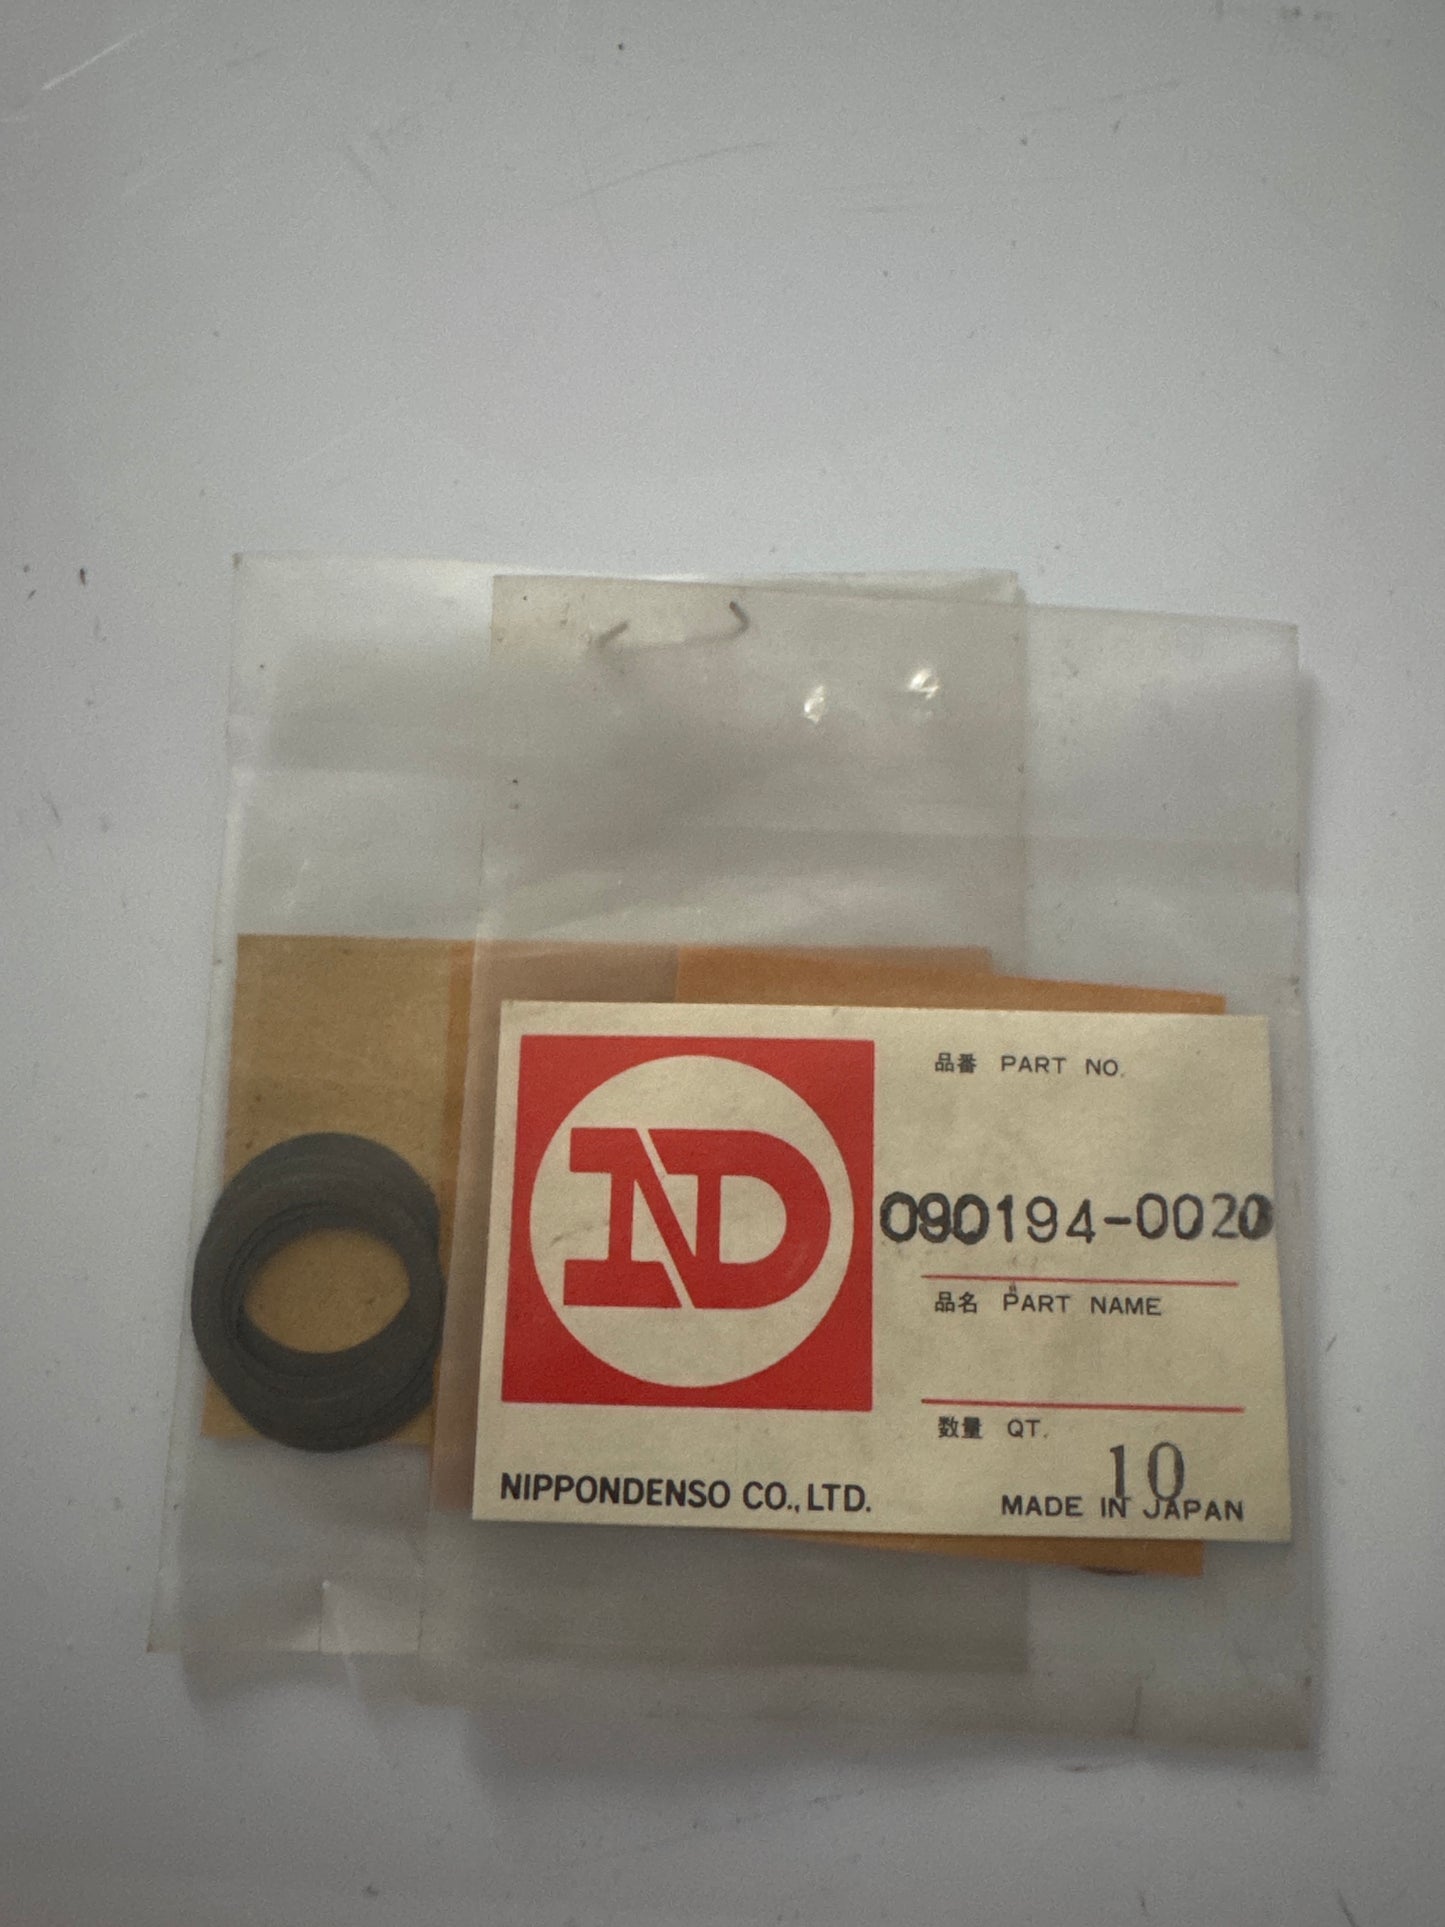 ND
品番 PART NO.
090194-0020
品名 PART NAME
数量 QT.
10
NIPPONDENSO CO., LTD.
MADE IN JAPAN